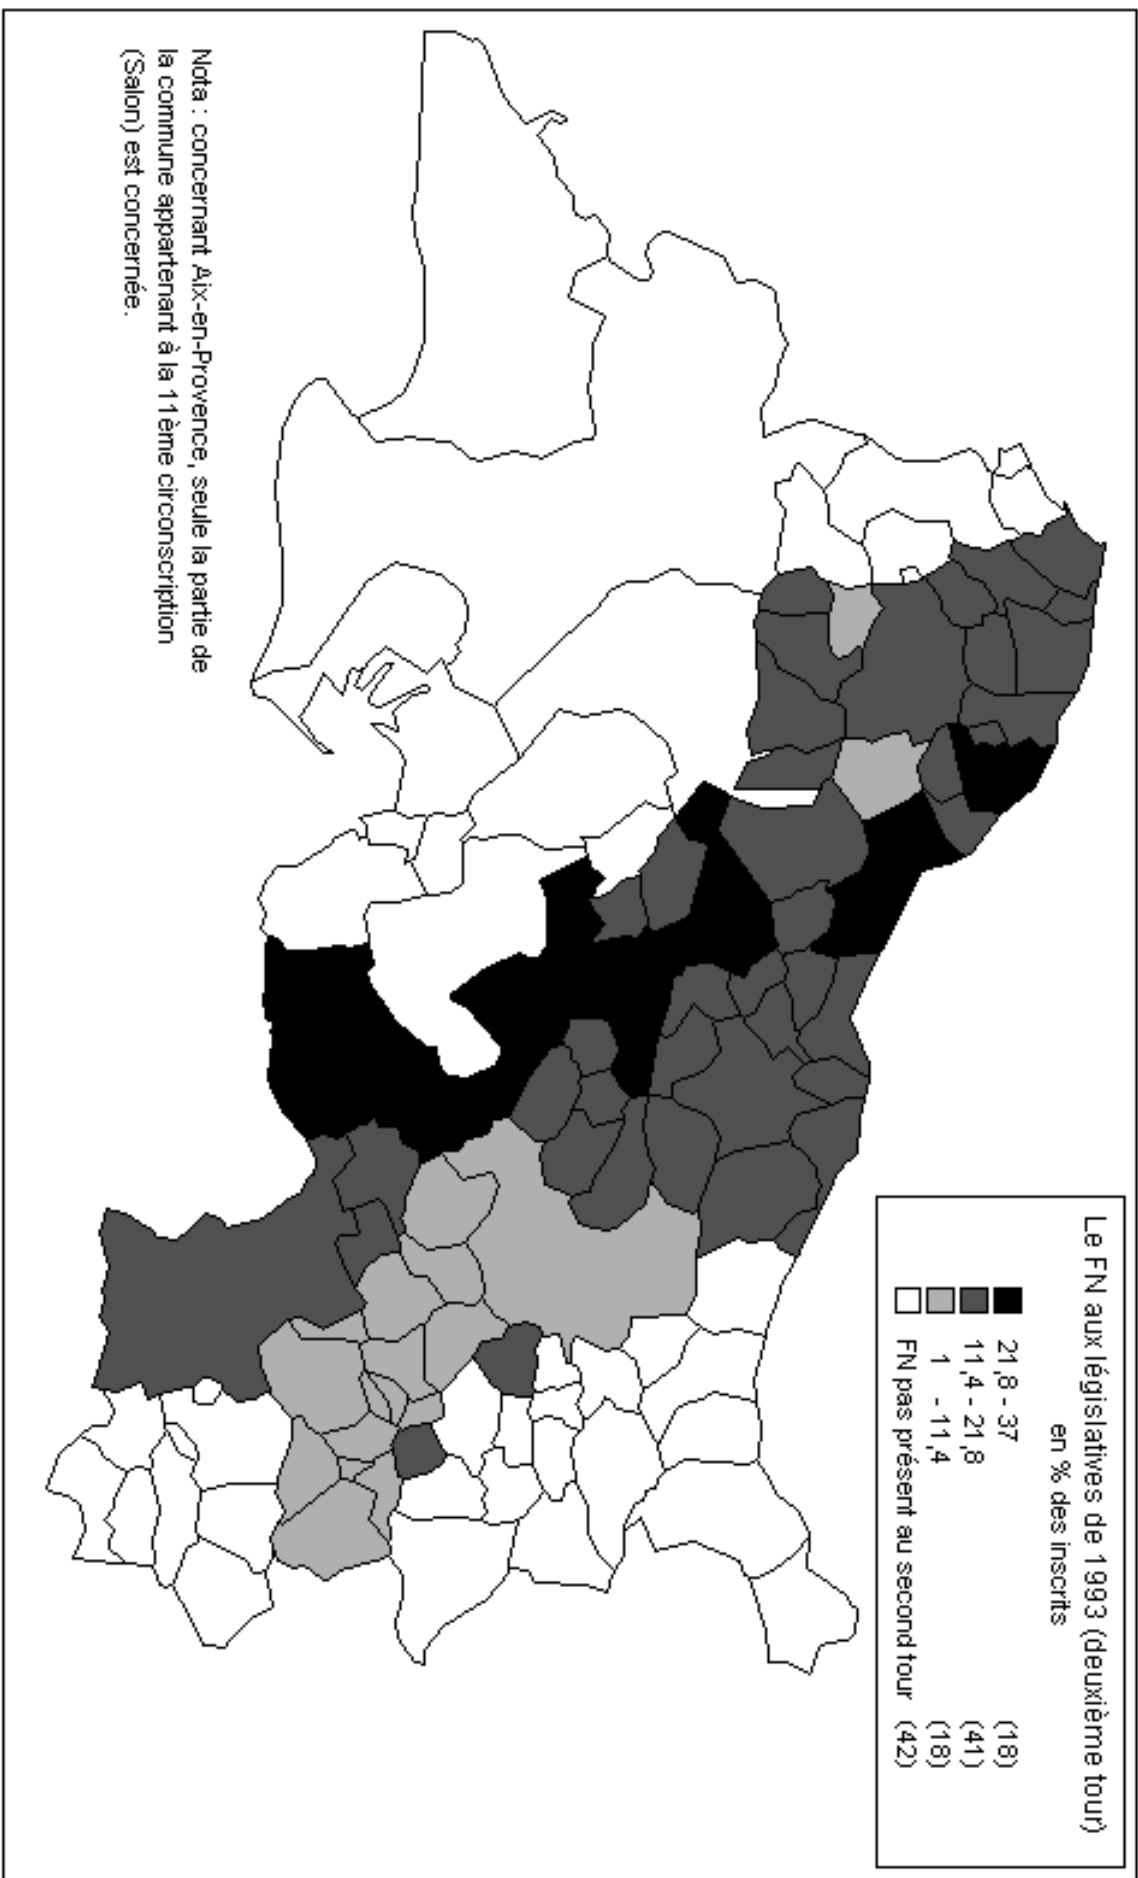 Le FN aux législatives de 1993 (deuxième tour)
en % des inscrits
21,8 - 37 (18)
11,4 - 21,8 (41)
1 - 11,4 (18)
FN pas présent au second tour (42)
Nota : concernant Aix-en-Provence, seule la partie de
la commune appartenant à la 11ème circonscription
(Salon) est concernée.